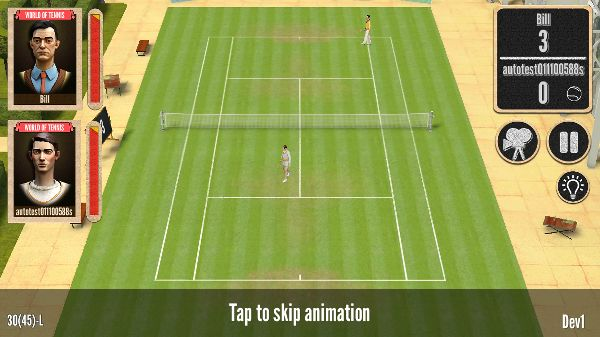 WORLD OF TENNIS
Bill
WORLD OF TENNIS
autotest011100588s
Bill
3
autotest011100588s
0
3
Tap to skip animation
30(45)-L
Dev1